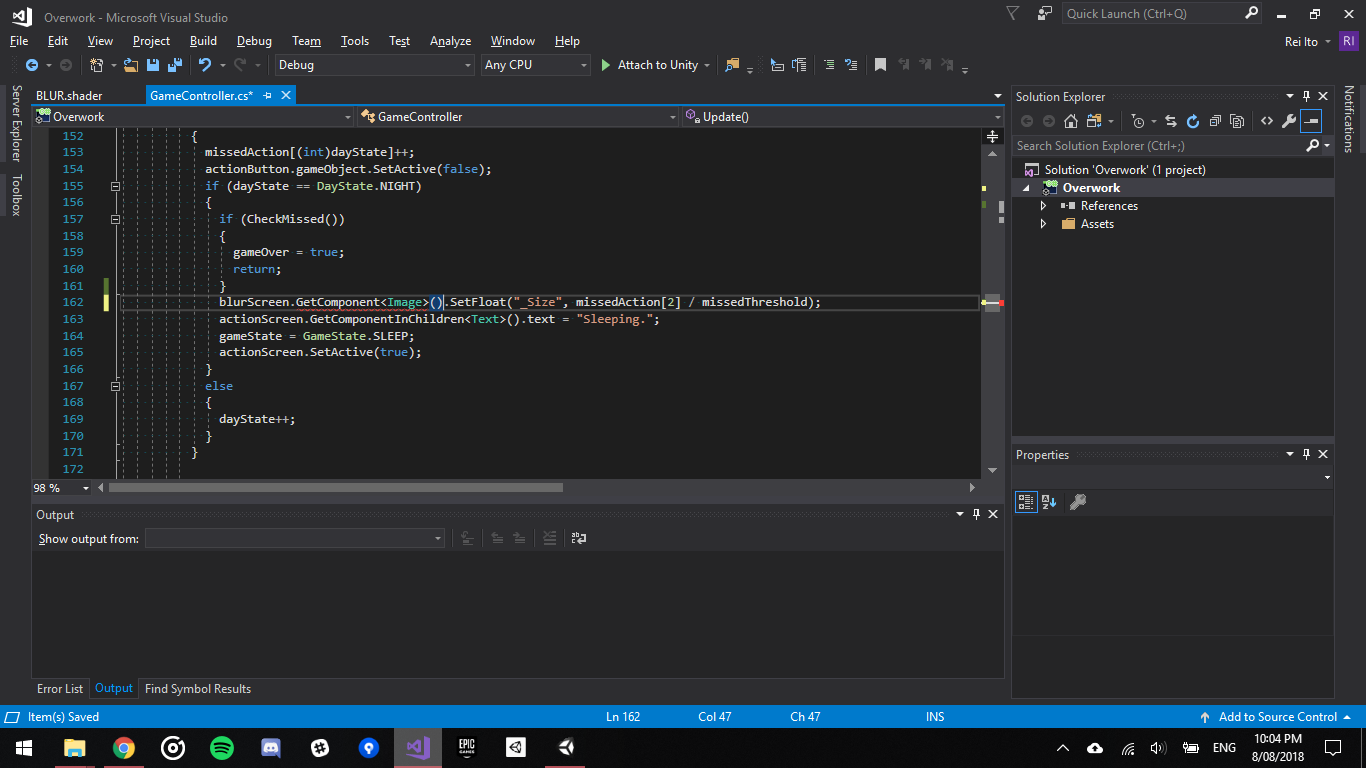 Overwork - Microsoft Visual Studio
Quick Launch (Ctrl+Q)
File Edit View Project Build Debug Team Tools Test Analyze Window Help
Rei Ito RI
Debug Any CPU Attach to Unity
Server Explorer
Toolbox
BLUR.shader GameController.cs*
Overwork GameController Update()
152 {
153 missedAction[(int)dayState]++;
154 actionButton.gameObject.SetActive(false);
155 if (dayState == DayState.NIGHT)
156 {
157 if (CheckMissed())
158 {
159 gameOver = true;
160 return;
161 }
162 blurScreen.GetComponent<Image>().SetFloat("_Size", missedAction[2] / missedThreshold);
163 actionScreen.GetComponentInChildren<Text>().text = "Sleeping.";
164 gameState = GameState.SLEEP;
165 actionScreen.SetActive(true);
166 }
167 else
168 {
169 dayState++;
170 }
171 }
172
98 %
Output
Show output from:
Error List Output Find Symbol Results
Solution Explorer
Search Solution Explorer (Ctrl+;)
Solution 'Overwork' (1 project)
Overwork
References
Assets
Properties
Notifications
Item(s) Saved Ln 162 Col 47 Ch 47 INS Add to Source Control
EPIC GAMES
ENG
10:04 PM
8/08/2018